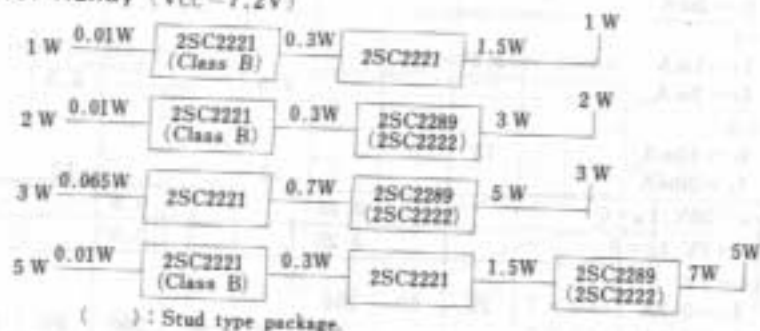 (VCC=7.2V)
1 W 0.01W 2SC2221 (Class B) 0.3W 2SC2221 1.5W 1 W
2 W 0.01W 2SC2221 (Class B) 0.3W 2SC2289 (2SC2222) 3 W 2 W
3 W 0.065W 2SC2221 0.7W 2SC2289 (2SC2222) 5 W 3 W
5 W 0.01W 2SC2221 (Class B) 0.3W 2SC2221 1.5W 2SC2289 (2SC2222) 7W 5W
( ) : Stud type package.